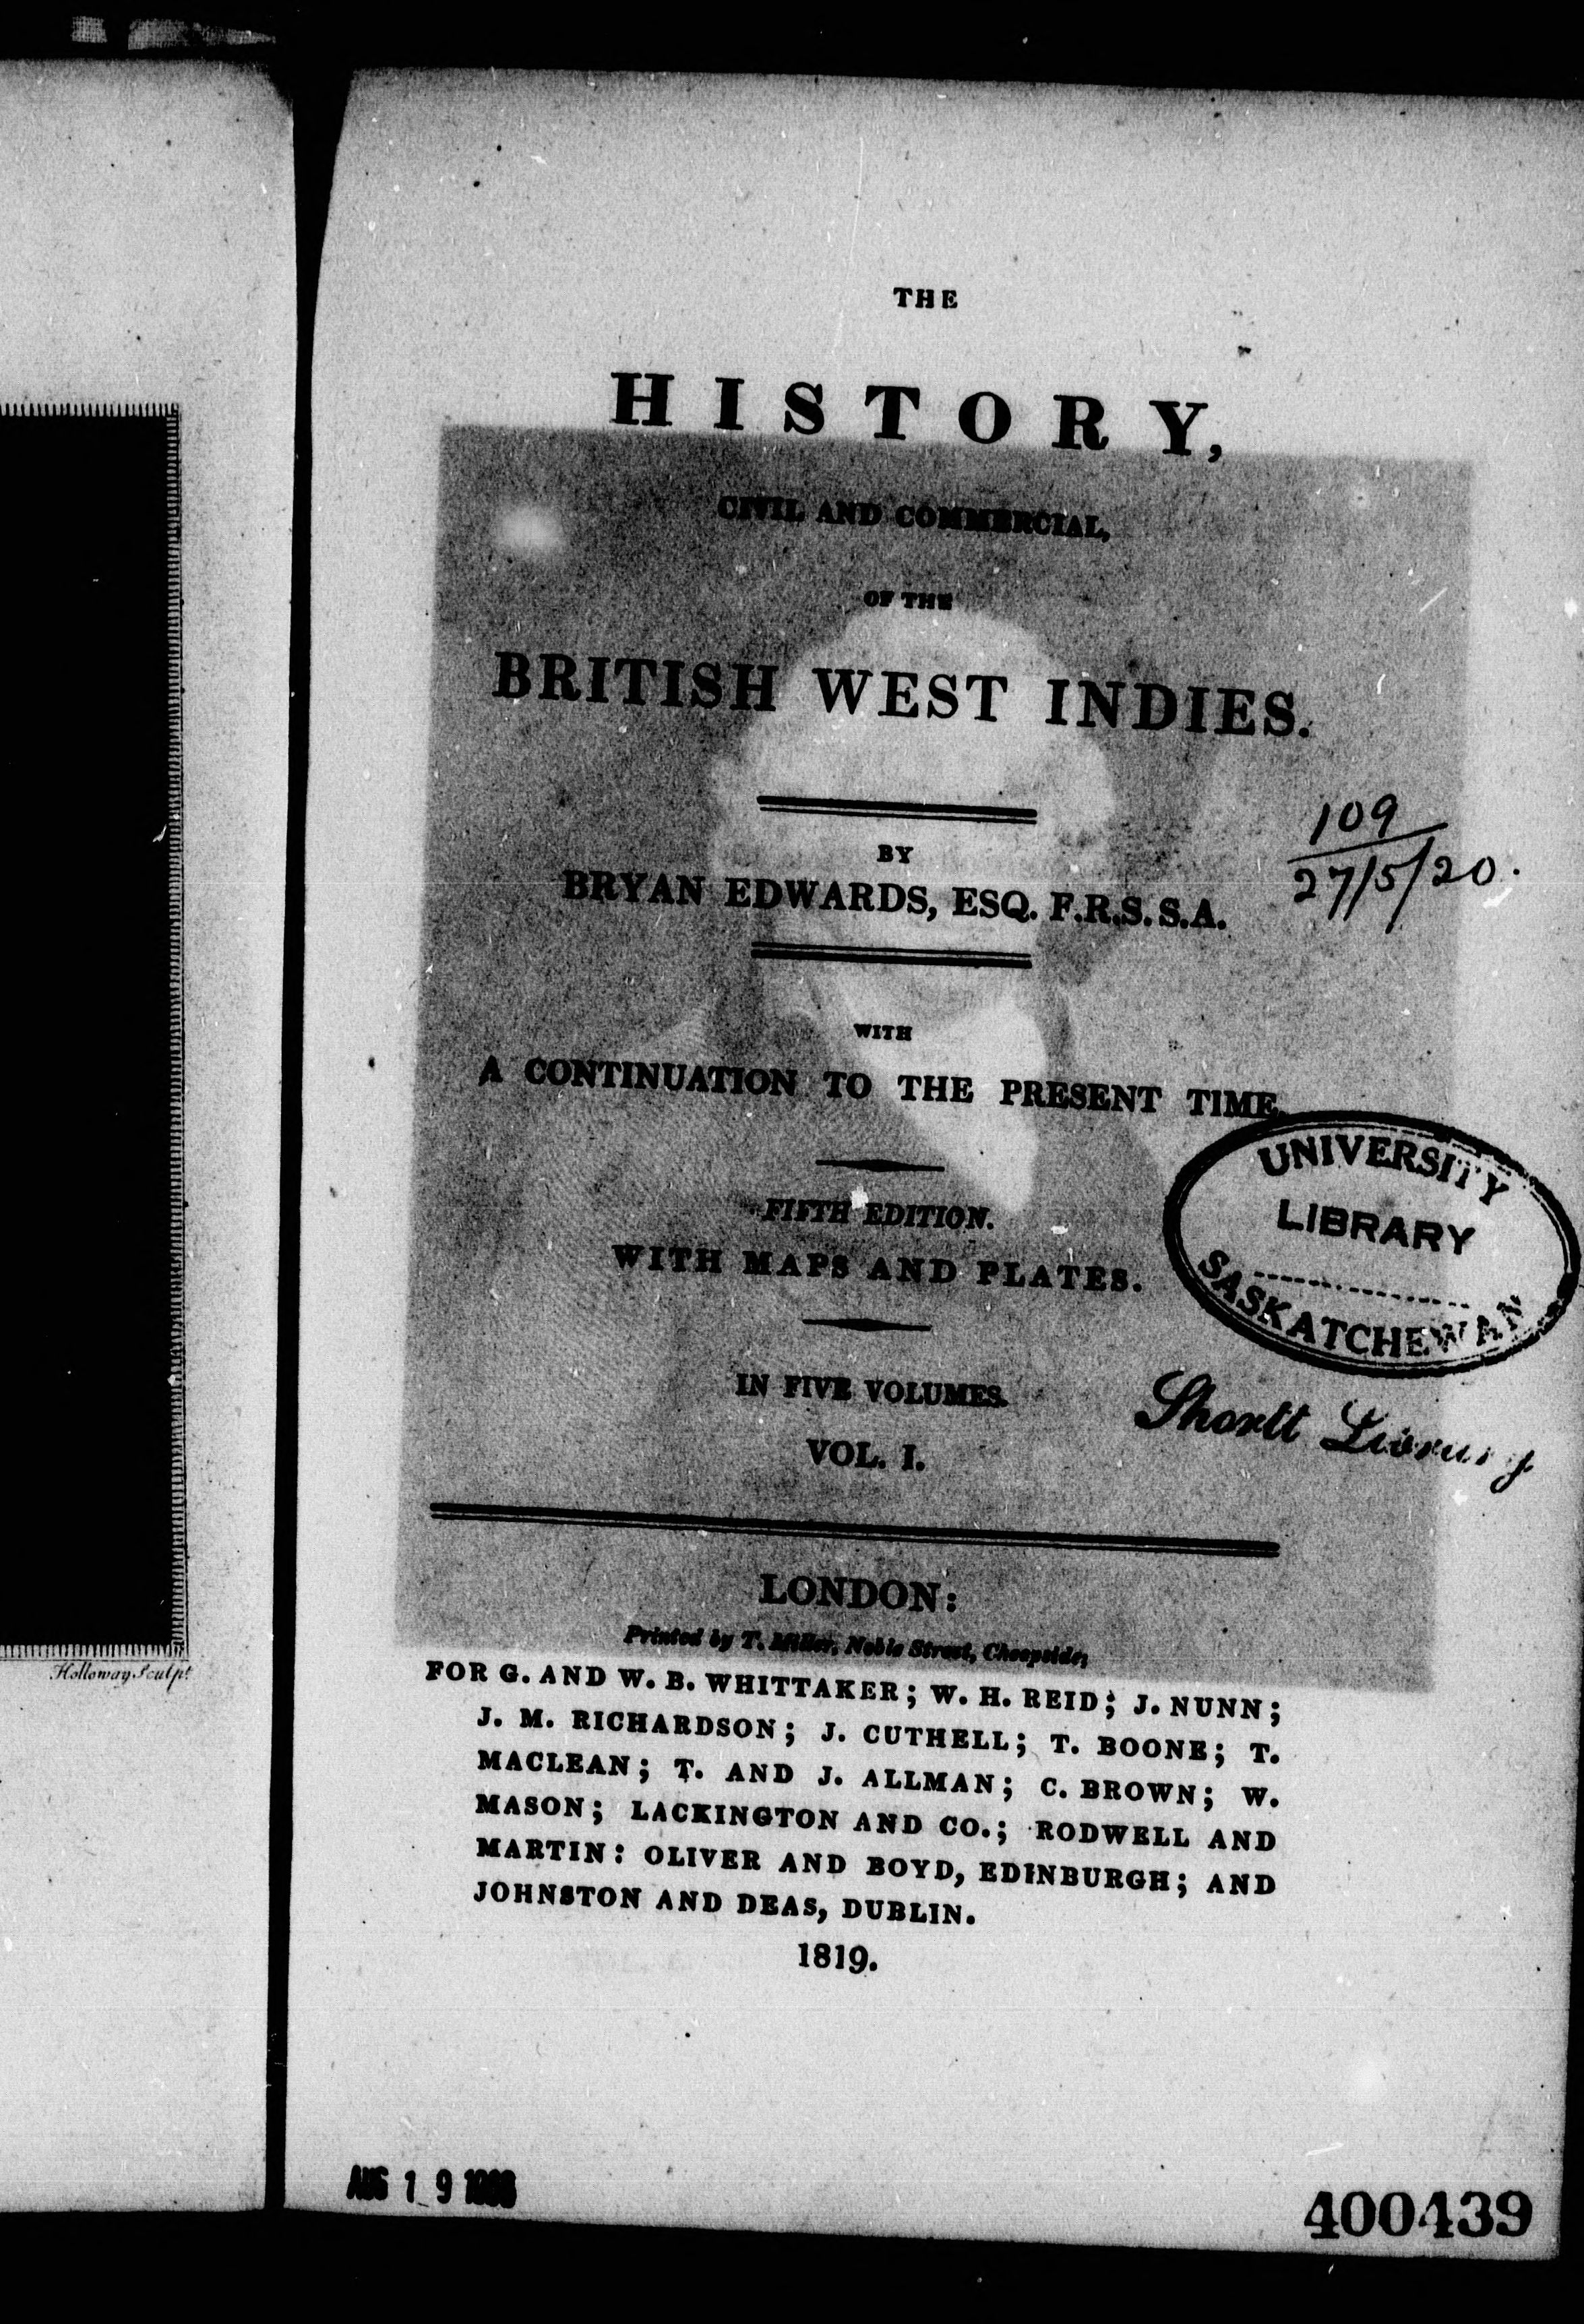 Holloway Sculpt
THE
HISTORY,
CIVIL AND COMMERCIAL,
OF THE
BRITISH WEST INDIES.
BY
BRYAN EDWARDS, ESQ. F.R.S.S.A.
109
27/5/20.
WITH
A CONTINUATION TO THE PRESENT TIME.
FIFTH EDITION.
WITH MAPS AND PLATES.
UNIVERSITY
LIBRARY
SASKATCHEWAN
IN FIVE VOLUMES.
Shortt Library
VOL. I.
LONDON:
Printed by T. Miller, Noble Street, Cheapside;
FOR G. AND W. B. WHITTAKER; W. H. REID; J. NUNN;
J. M. RICHARDSON; J. CUTHELL; T. BOONE; T.
MACLEAN; T. AND J. ALLMAN; C. BROWN; W.
MASON; LACKINGTON AND CO.; RODWELL AND
MARTIN: OLIVER AND BOYD, EDINBURGH; AND
JOHNSTON AND DEAS, DUBLIN.
1819.
AUG 19
400439